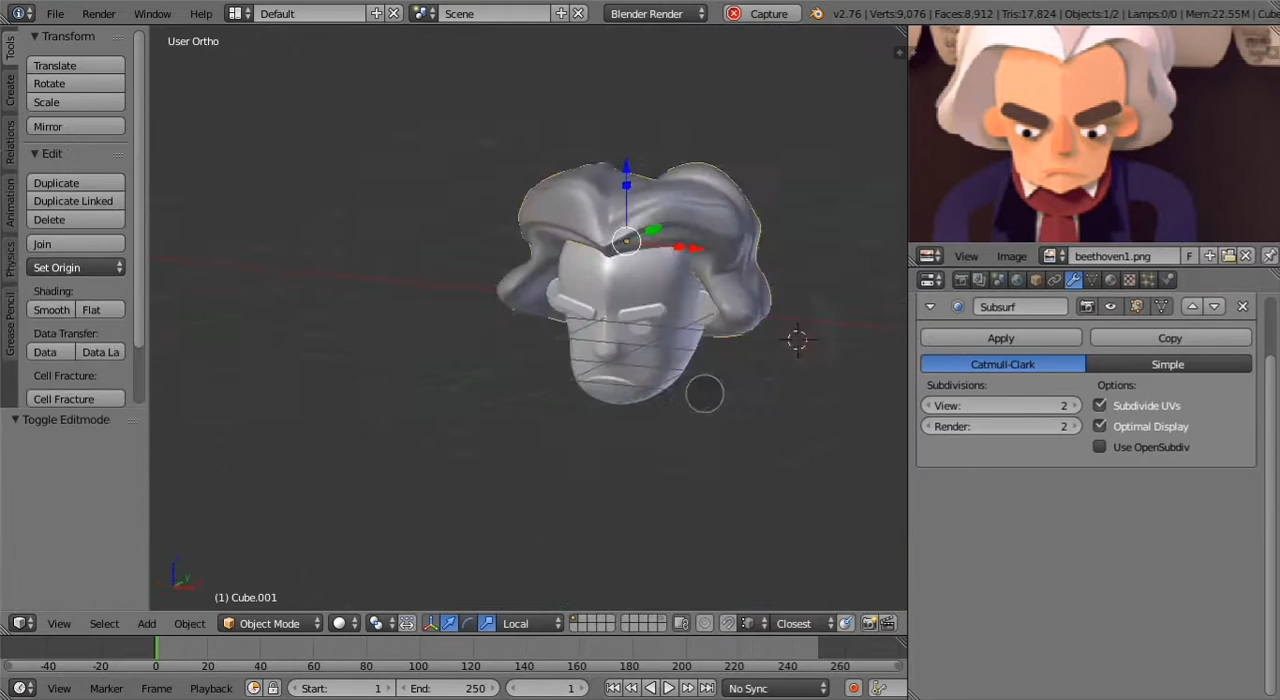 File Render Window Help Default Scene Blender Render Capture v2.76 | Verts:9,076 | Faces:8,912 | Tris:17,824 | Objects:1/2 | Lamps:0/0 | Mem:22.55M | Cub
Tools
Create
Relations
Animation
Physics
Grease Pencil
Transform
Translate
Rotate
Scale
Mirror
Edit
Duplicate
Duplicate Linked
Delete
Join
Set Origin
Shading:
Smooth Flat
Data Transfer:
Data Data La
Cell Fracture:
Cell Fracture
Toggle Editmode
User Ortho
(1) Cube.001
View Image beethoven1.png F
Subsurf
Apply Copy
Catmull-Clark Simple
Subdivisions: Options:
View: 2 Subdivide UVs
Render: 2 Optimal Display
Use OpenSubdiv
View Select Add Object Object Mode Local Closest
-40 -20 0 20 40 60 80 100 120 140 160 180 200 220 240 260
View Marker Frame Playback Start: 1 End: 250 1 No Sync